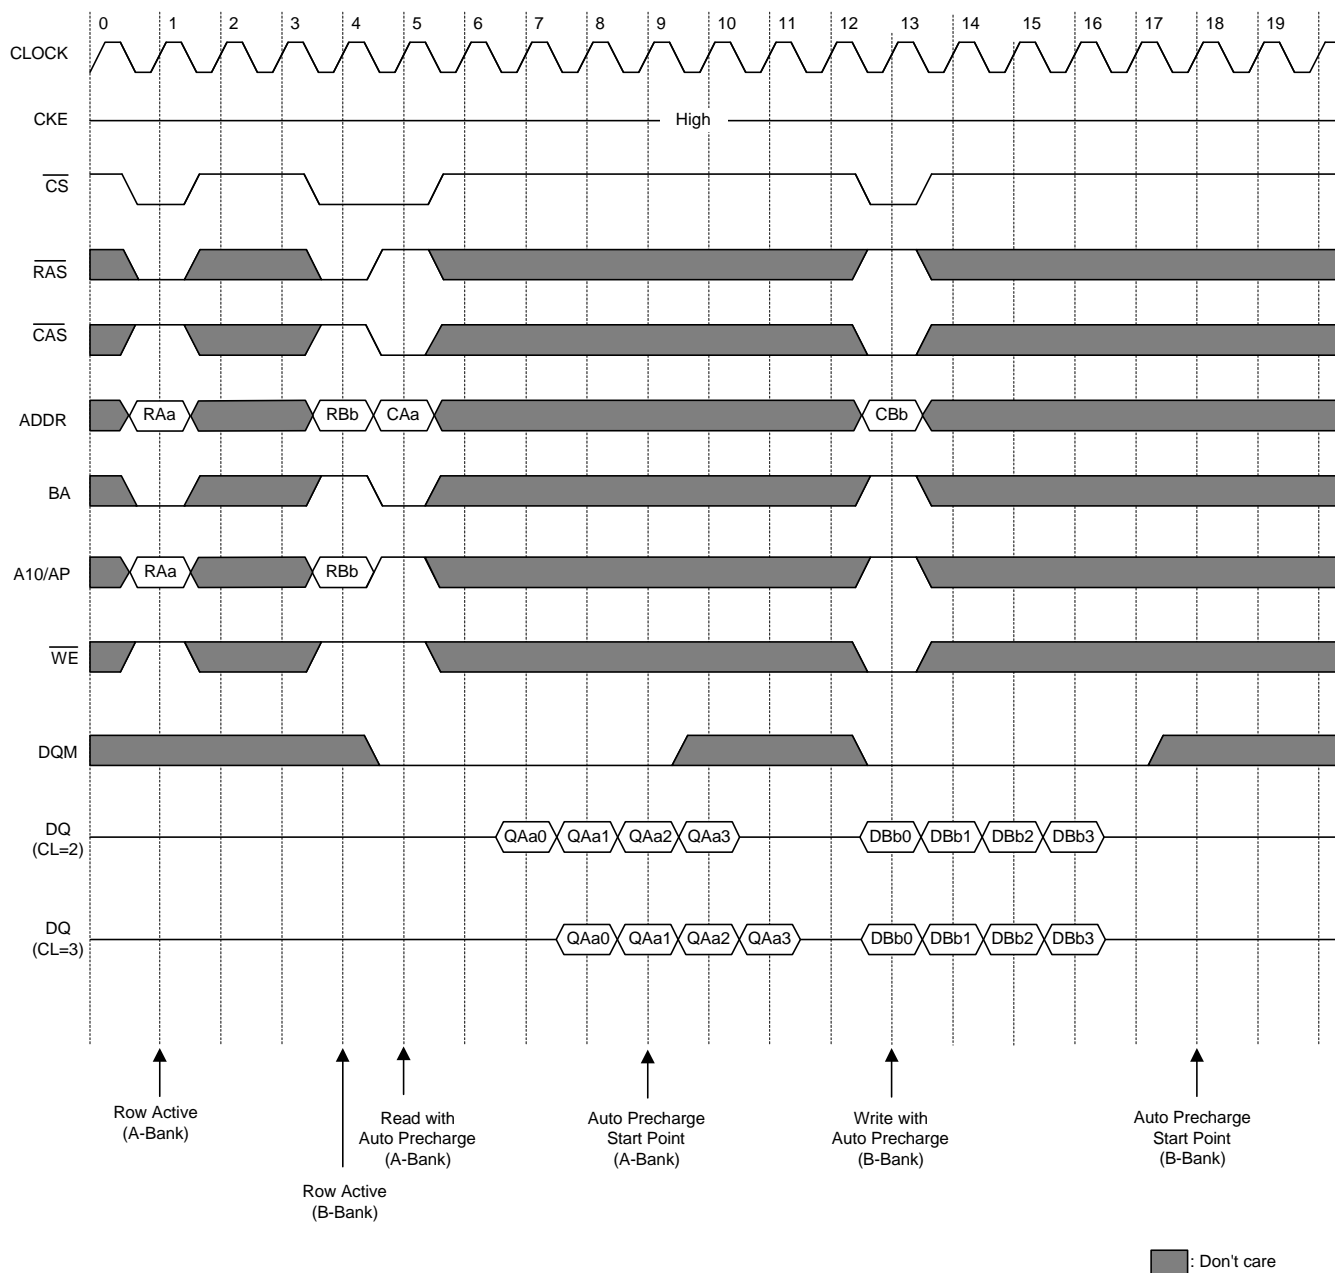 0 1 2 3 4 5 6 7 8 9 10 11 12 13 14 15 16 17 18 19
CLOCK
CKE High
CS
RAS
CAS
ADDR RAa RBb CAa CBb
BA
A10/AP RAa RBb
WE
DQM
DQ
(CL=2) QAa0 QAa1 QAa2 QAa3 DBb0 DBb1 DBb2 DBb3
DQ
(CL=3) QAa0 QAa1 QAa2 QAa3 DBb0 DBb1 DBb2 DBb3
Row Active
(A-Bank)
Row Active
(B-Bank)
Read with
Auto Precharge
(A-Bank)
Auto Precharge
Start Point
(A-Bank)
Write with
Auto Precharge
(B-Bank)
Auto Precharge
Start Point
(B-Bank)
: Don't care